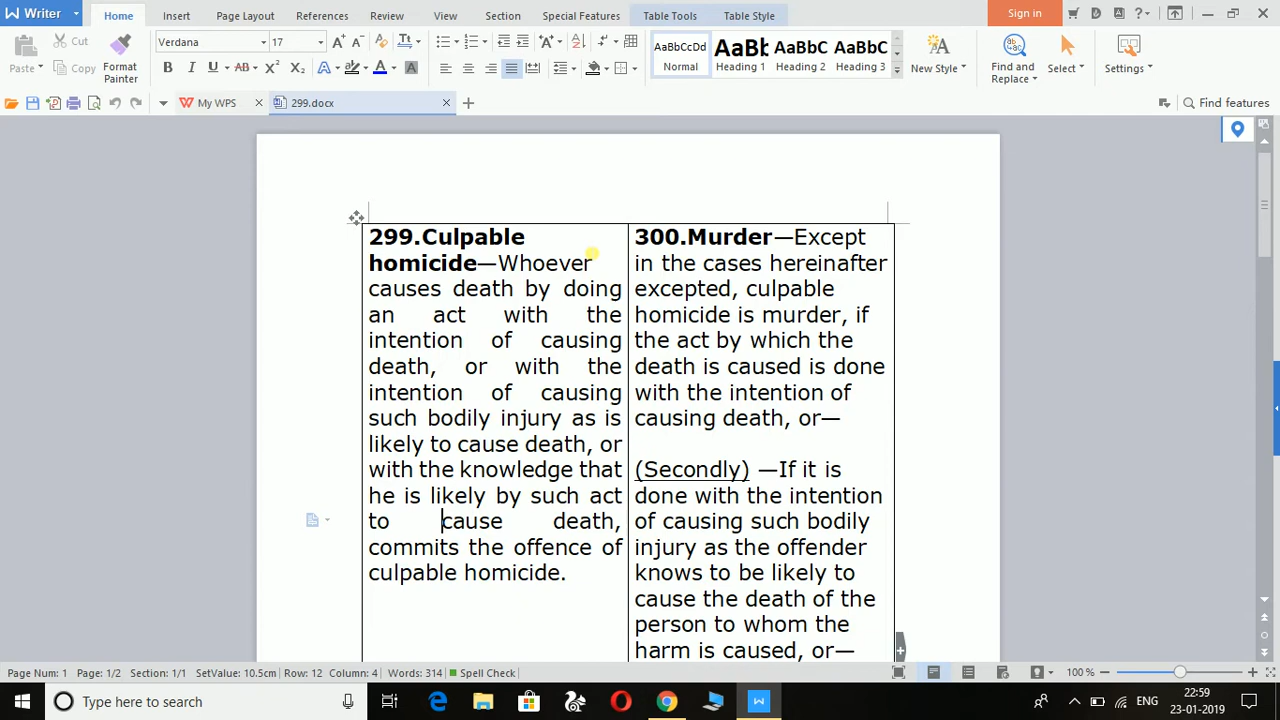 Writer
Home
Insert
Page Layout
References
Review
View
Section
Special Features
Table Tools
Table Style
Sign in
Paste
Cut
Copy
Format Painter
Verdana
17
B I U AB X² X₂
AaBbCcDd
Normal
AaBb
Heading 1
AaBbC
Heading 2
AaBbC
Heading 3
New Style
Find and Replace
Select
Settings
My WPS
299.docx
Find features
299.Culpable
homicide—Whoever
causes death by doing
an act with the
intention of causing
death, or with the
intention of causing
such bodily injury as is
likely to cause death, or
with the knowledge that
he is likely by such act
to cause death,
commits the offence of
culpable homicide.
300.Murder—Except
in the cases hereinafter
excepted, culpable
homicide is murder, if
the act by which the
death is caused is done
with the intention of
causing death, or—
(Secondly) —If it is
done with the intention
of causing such bodily
injury as the offender
knows to be likely to
cause the death of the
person to whom the
harm is caused, or—
Page Num: 1 Page: 1/2 Section: 1/1 SetValue: 10.5cm Row: 12 Column: 4 Words: 314 Spell Check
100 %
Type here to search
ENG
22:59
23-01-2019